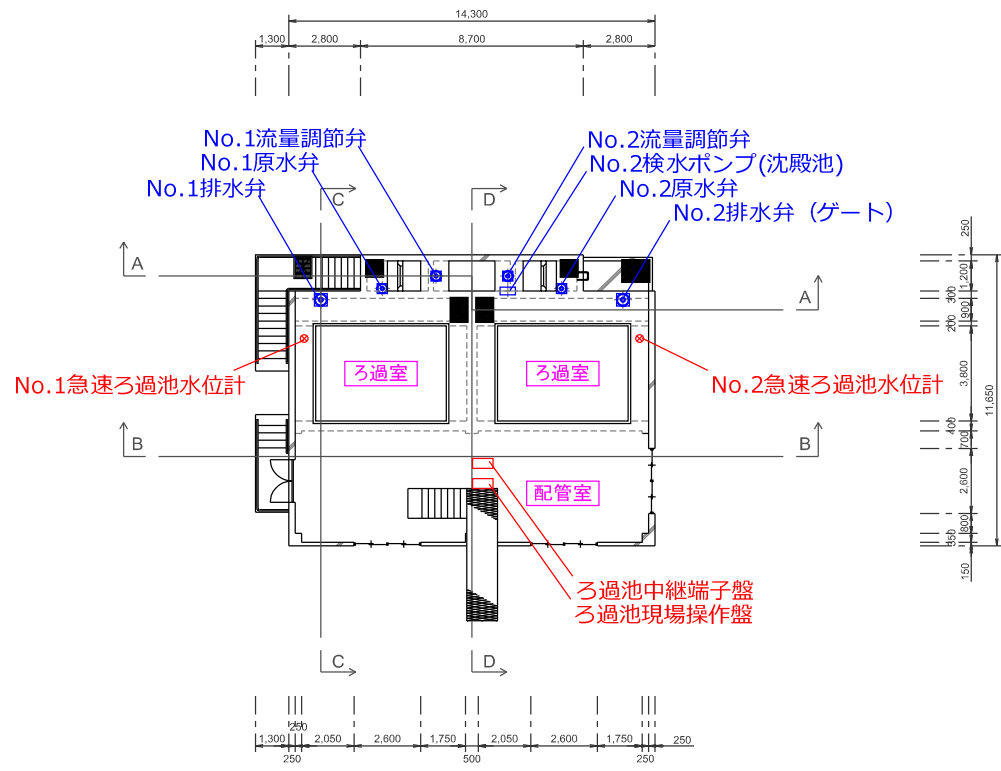 14,300
1,300 2,800 8,700 2,800
No.1流量調節弁
No.1原水弁
No.1排水弁
No.2流量調節弁
No.2検水ポンプ(沈殿池)
No.2原水弁
No.2排水弁（ゲート）
C
D
A
A
No.1急速ろ過池水位計
ろ過室
ろ過室
No.2急速ろ過池水位計
B
B
配管室
ろ過池中継端子盤
ろ過池現場操作盤
C
D
250
1,200
300
900
200
3,800
400
700
2,600
800
350
150
11,650
250
1,300 2,050 2,600 1,750 2,050 2,600 1,750 250
250 500 250